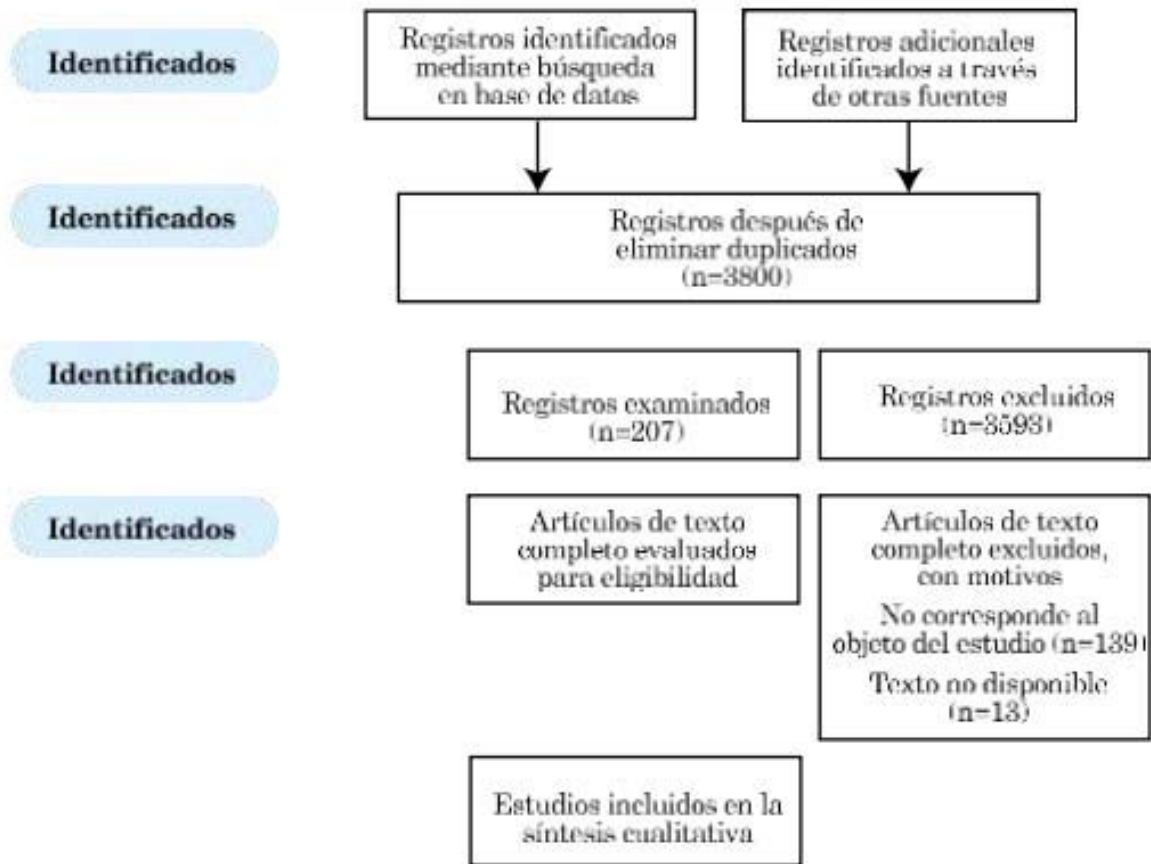 Identificados
Registros identificados
mediante búsqueda
en base de datos
Registros adicionales
identificados a través
de otras fuentes
Identificados
Registros después de
eliminar duplicados
(n=3800)
Identificados
Registros examinados
(n=207)
Registros excluidos
(n=3593)
Identificados
Artículos de texto
completo evaluados
para eligibilidad
Artículos de texto
completo excluidos,
con motivos
No corresponde al
objeto del estudio (n=139)
Texto no disponible
(n=13)
Estudios incluidos en la
síntesis cualitativa